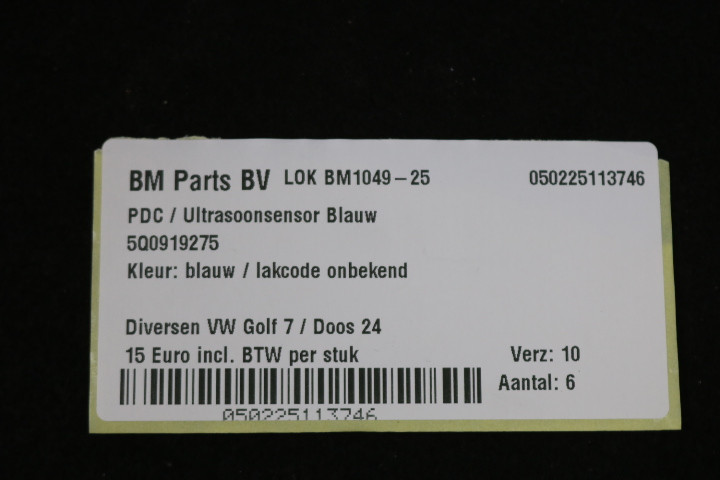 BM Parts BV LOK BM1049-25 050225113746
PDC / Ultrasoonsensor Blauw
5Q0919275
Kleur: blauw / lakcode onbekend
Diversen VW Golf 7 / Doos 24
15 Euro incl. BTW per stuk Verz: 10
Aantal: 6
050225113746